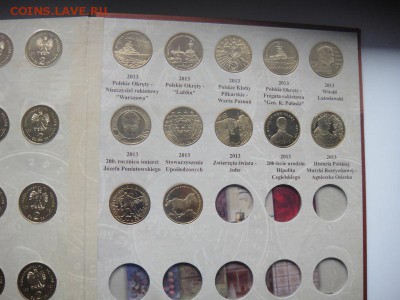 COINS.LAVE.RU
2013
Polskie Okręty -
Niszczyciel rakietowy
"Warszawa"
2013
Polskie Okręty -
"Lublin"
2013
Polskie Kluby
Piłkarskie -
Warta Poznań
2013
Polskie Okręty -
Fregata rakietowa
"Gen. K. Pułaski"
2013
Witold
Lutosławski
2013
200. rocznica śmierci
Józefa Poniatowskiego
2013
Stowarzyszenie
Upośledzonych
2013
Zwierzęta świata -
żubr
2013
200-lecie urodzin
Hipolita
Cegielskiego
2013
Historia Polskiej
Muzyki Rozrywkowej -
Agnieszka Osiecka